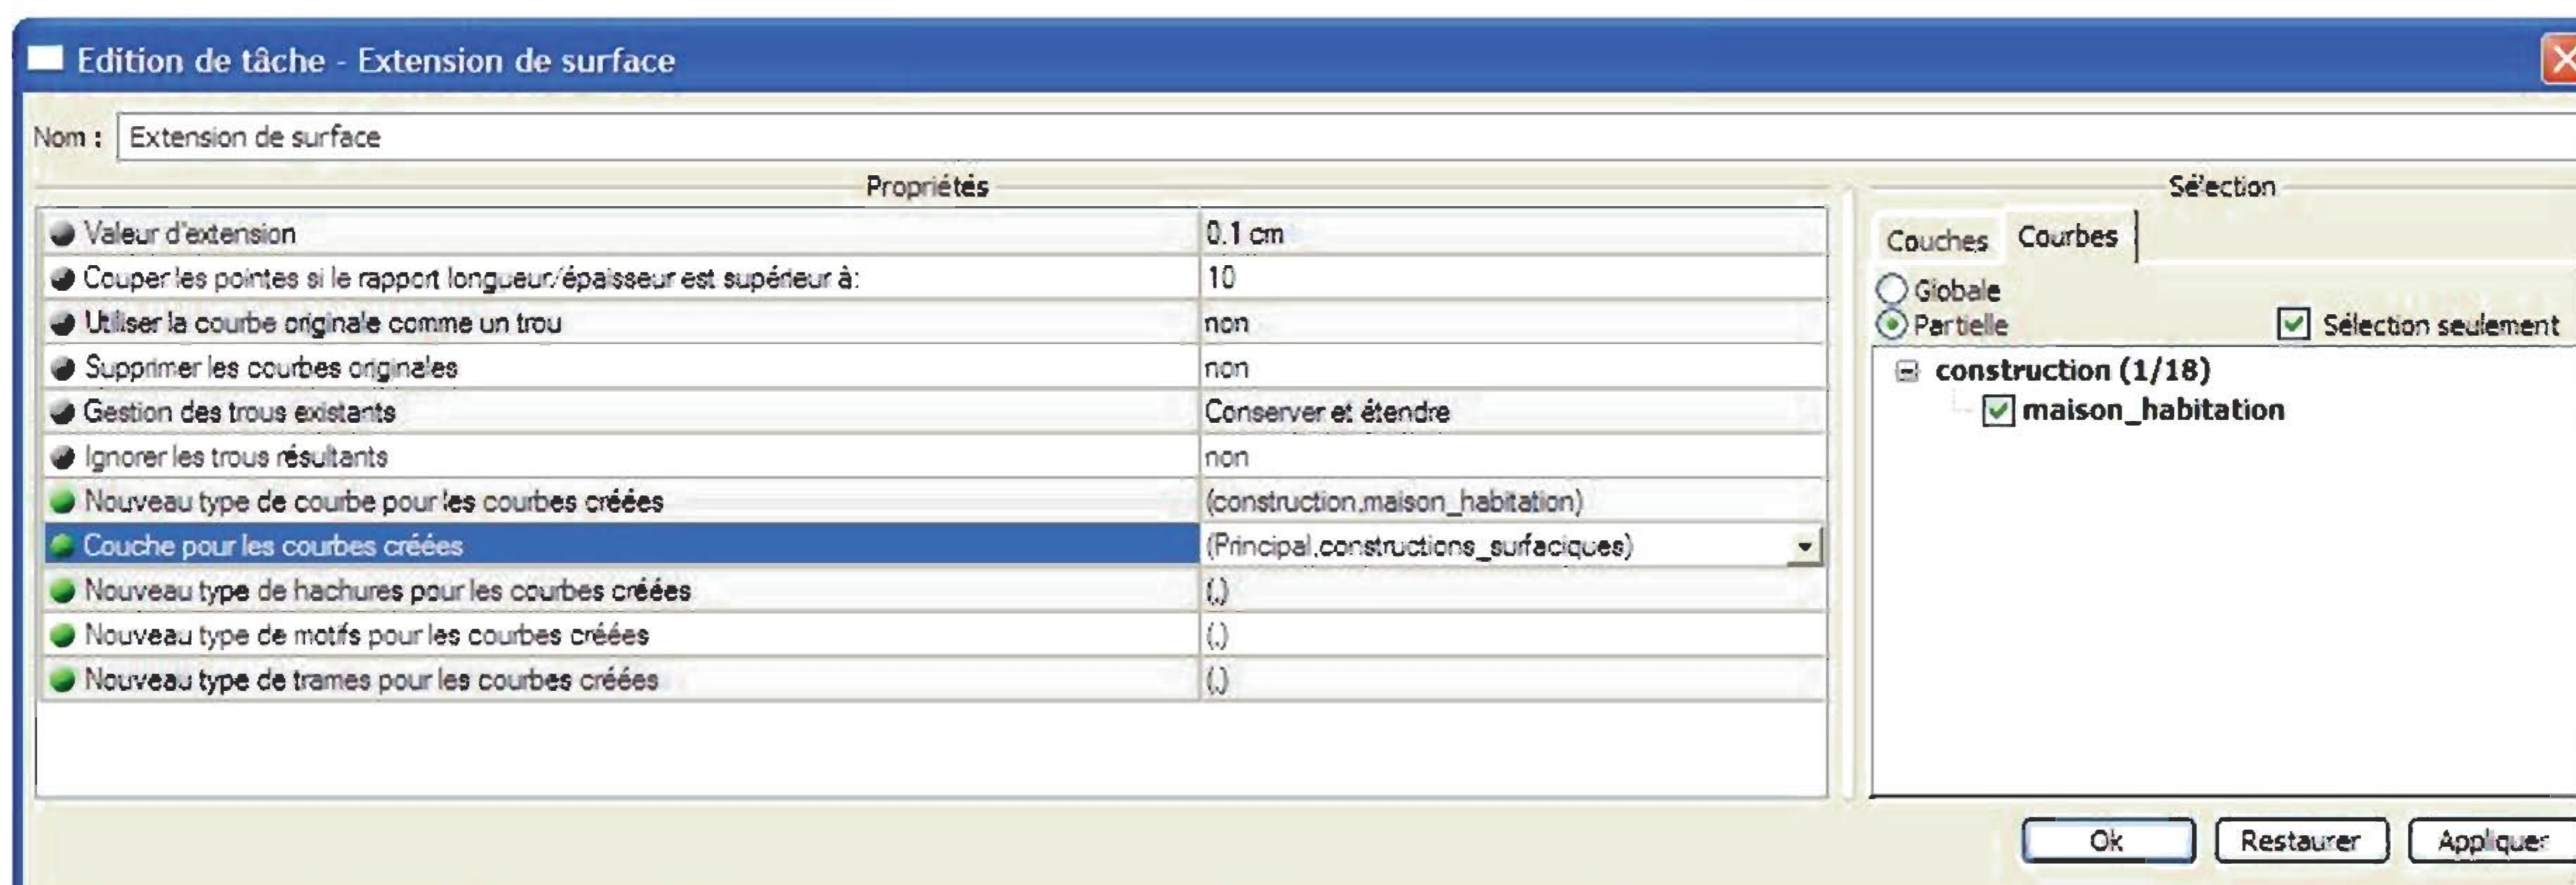 Edition de tâche - Extension de surface
Nom : Extension de surface
Propriétés
Valeur d'extension 0.1 cm
Couper les pointes si le rapport longueur/épaisseur est supérieur à: 10
Utiliser la courbe originale comme un trou non
Supprimer les courbes originales non
Gestion des trous existants Conserver et étendre
Ignorer les trous résultants non
Nouveau type de courbe pour les courbes créées (construction,maison_habitation)
Couche pour les courbes créées (Principal,constructions_surfaciques)
Nouveau type de hachures pour les courbes créées (,)
Nouveau type de motifs pour les courbes créées (,)
Nouveau type de trames pour les courbes créées (,)
Sélection
Couches Courbes
Globale
Partielle Sélection seulement
construction (1/18)
maison_habitation
Ok Restaurer Appliquer